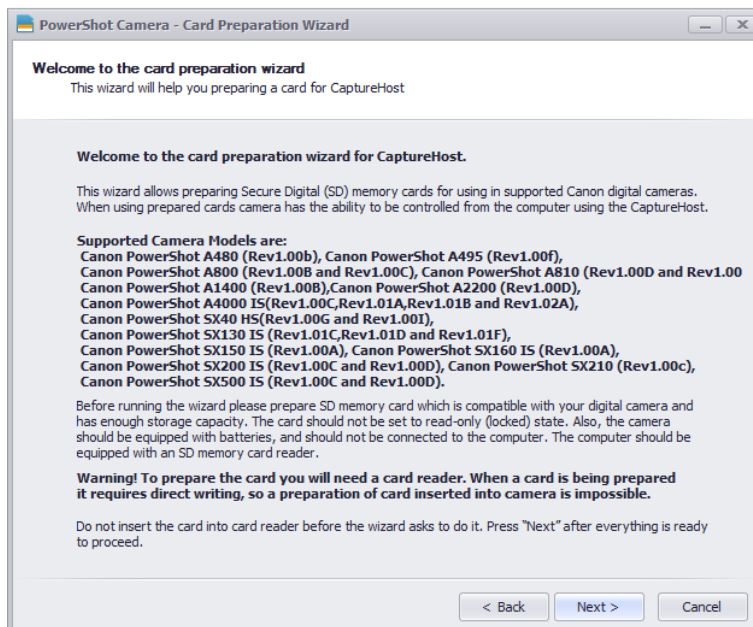 PowerShot Camera - Card Preparation Wizard
Welcome to the card preparation wizard
This wizard will help you preparing a card for CaptureHost
Welcome to the card preparation wizard for CaptureHost.
This wizard allows preparing Secure Digital (SD) memory cards for using in supported Canon digital cameras.
When using prepared cards camera has the ability to be controlled from the computer using the CaptureHost.
Supported Camera Models are:
Canon PowerShot A480 (Rev1.00b), Canon PowerShot A495 (Rev1.00f),
Canon PowerShot A800 (Rev1.00B and Rev1.00C), Canon PowerShot A810 (Rev1.00D and Rev1.00
Canon PowerShot A1400 (Rev1.00B),Canon PowerShot A2200 (Rev1.00D),
Canon PowerShot A4000 IS(Rev1.00C,Rev1.01A,Rev1.01B and Rev1.02A),
Canon PowerShot SX40 HS(Rev1.00G and Rev1.00I),
Canon PowerShot SX130 IS (Rev1.01C,Rev1.01D and Rev1.01F),
Canon PowerShot SX150 IS (Rev1.00A), Canon PowerShot SX160 IS (Rev1.00A),
Canon PowerShot SX200 IS (Rev1.00C and Rev1.00D), Canon PowerShot SX210 (Rev1.00c),
Canon PowerShot SX500 IS (Rev1.00C and Rev1.00D).
Before running the wizard please prepare SD memory card which is compatible with your digital camera and
has enough storage capacity. The card should not be set to read-only (locked) state. Also, the camera
should be equipped with batteries, and should not be connected to the computer. The computer should be
equipped with an SD memory card reader.
Warning! To prepare the card you will need a card reader. When a card is being prepared
it requires direct writing, so a preparation of card inserted into camera is impossible.
Do not insert the card into card reader before the wizard asks to do it. Press "Next" after everything is ready
to proceed.
< Back Next > Cancel